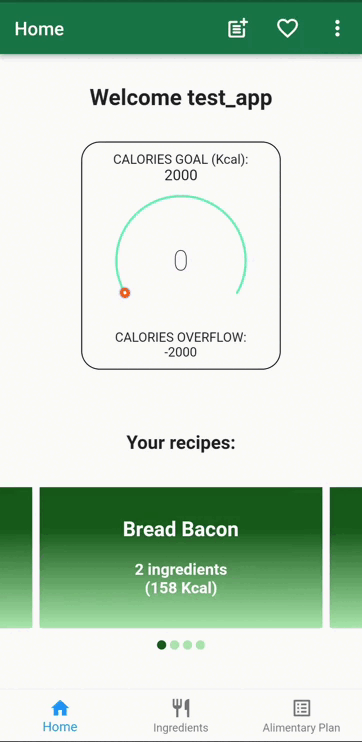 Home
Welcome test_app
CALORIES GOAL (Kcal):
2000
0
CALORIES OVERFLOW:
-2000
Your recipes:
Bread Bacon
2 ingredients
(158 Kcal)
Home
Ingredients
Alimentary Plan